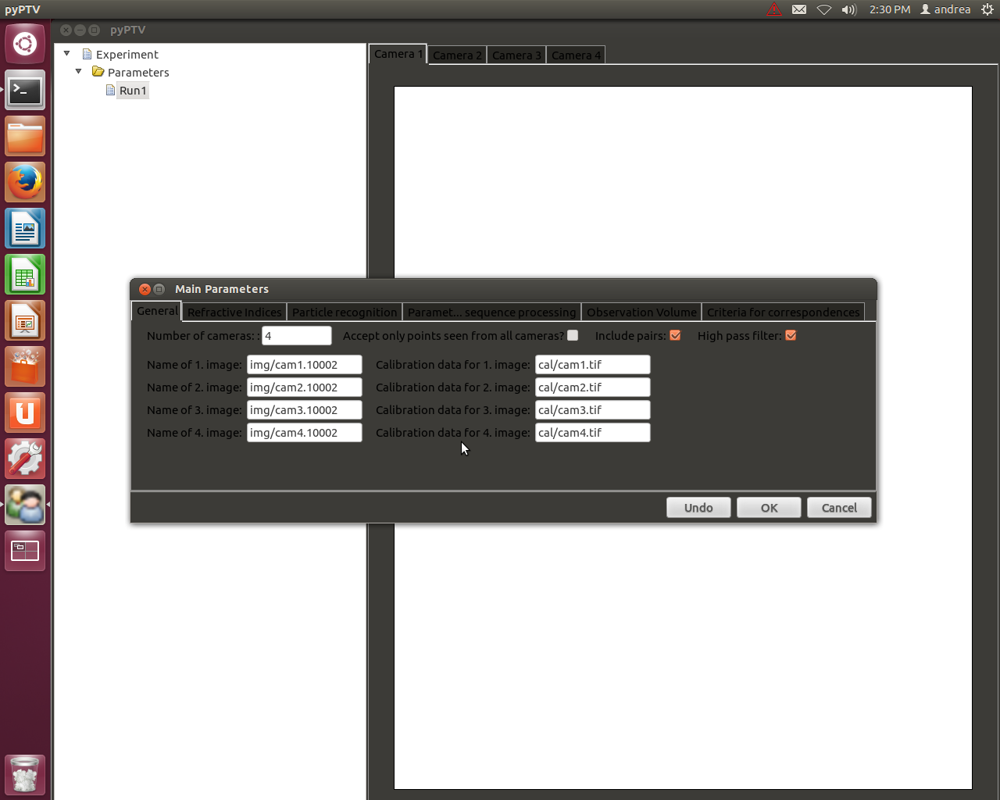 pyPTV
2:30 PM andrea
pyPTV
Experiment
Parameters
Run1
Camera 1 Camera 2 Camera 3 Camera 4
Main Parameters
General Refractive Indices Particle recognition Paramet... sequence processing Observation Volume Criteria for correspondences
Number of cameras: : 4 Accept only points seen from all cameras? Include pairs: High pass filter:
Name of 1. image: img/cam1.10002 Calibration data for 1. image: cal/cam1.tif
Name of 2. image: img/cam2.10002 Calibration data for 2. image: cal/cam2.tif
Name of 3. image: img/cam3.10002 Calibration data for 3. image: cal/cam3.tif
Name of 4. image: img/cam4.10002 Calibration data for 4. image: cal/cam4.tif
Undo OK Cancel